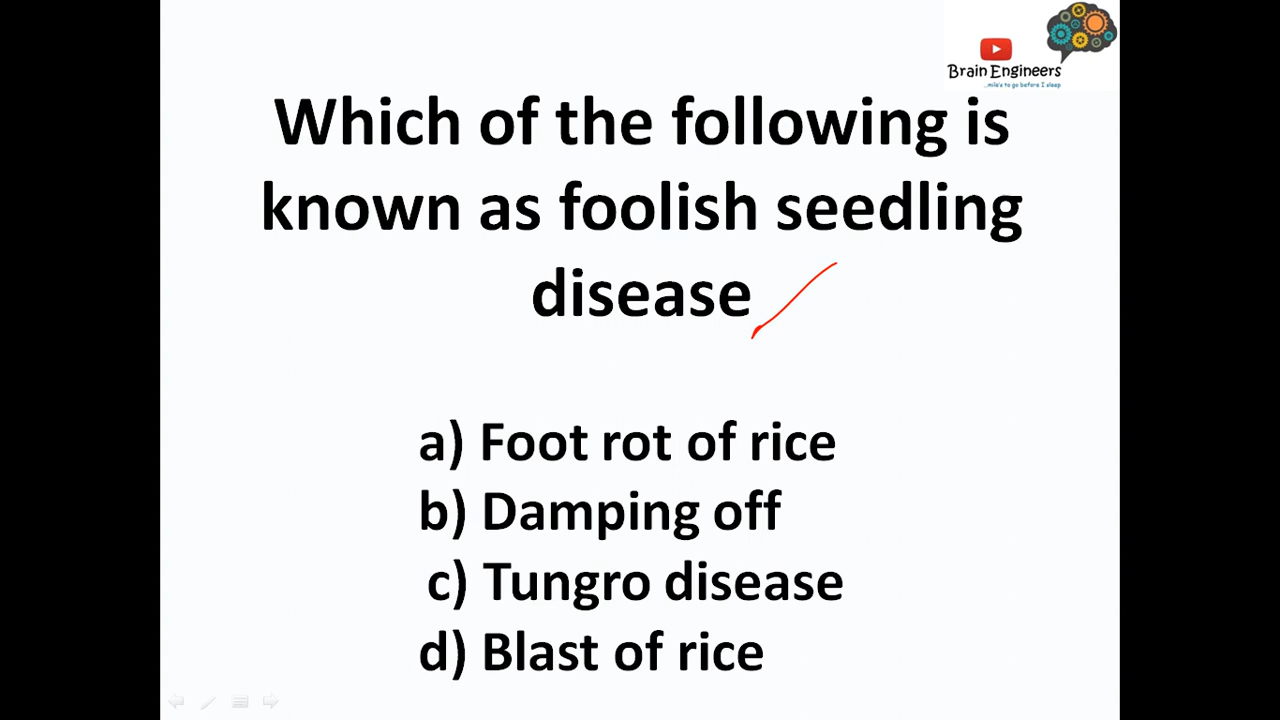 Brain Engineers
...mile's to go before I sleep
Which of the following is
known as foolish seedling
disease
a) Foot rot of rice
b) Damping off
c) Tungro disease
d) Blast of rice